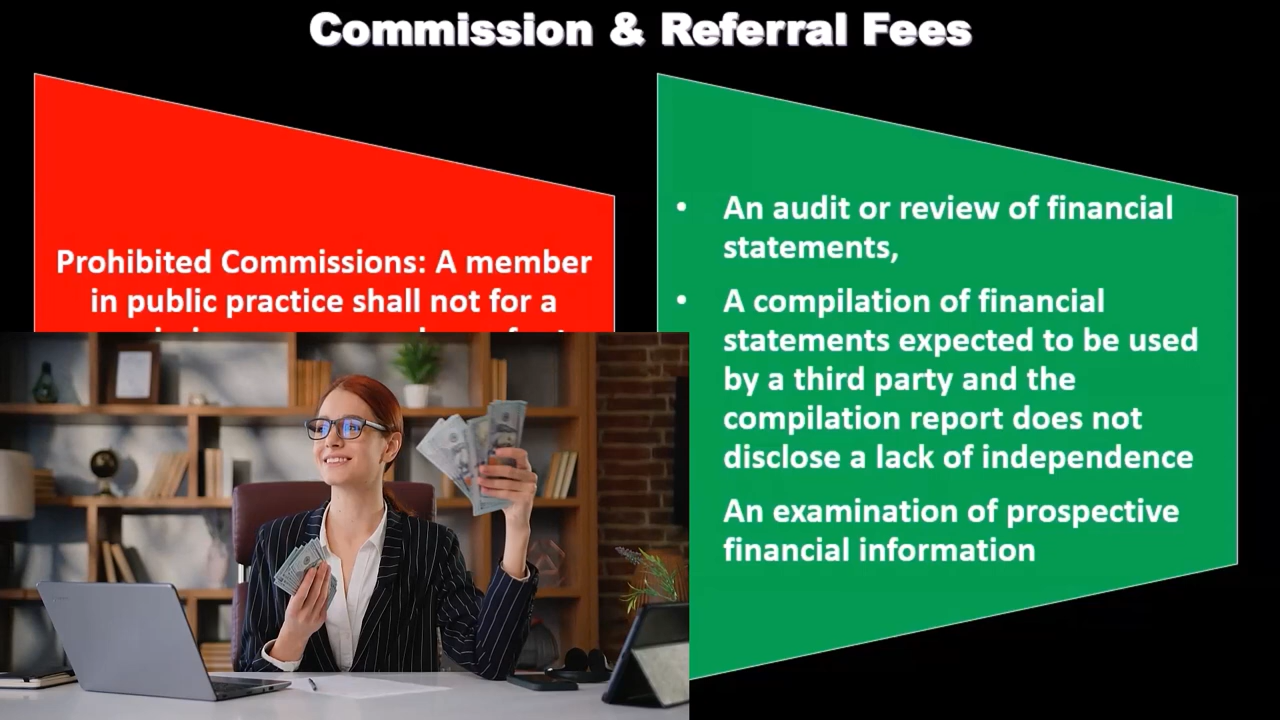 Commission & Referral Fees
Prohibited Commissions: A member
in public practice shall not for a
• An audit or review of financial
statements,
• A compilation of financial
statements expected to be used
by a third party and the
compilation report does not
disclose a lack of independence
An examination of prospective
financial information